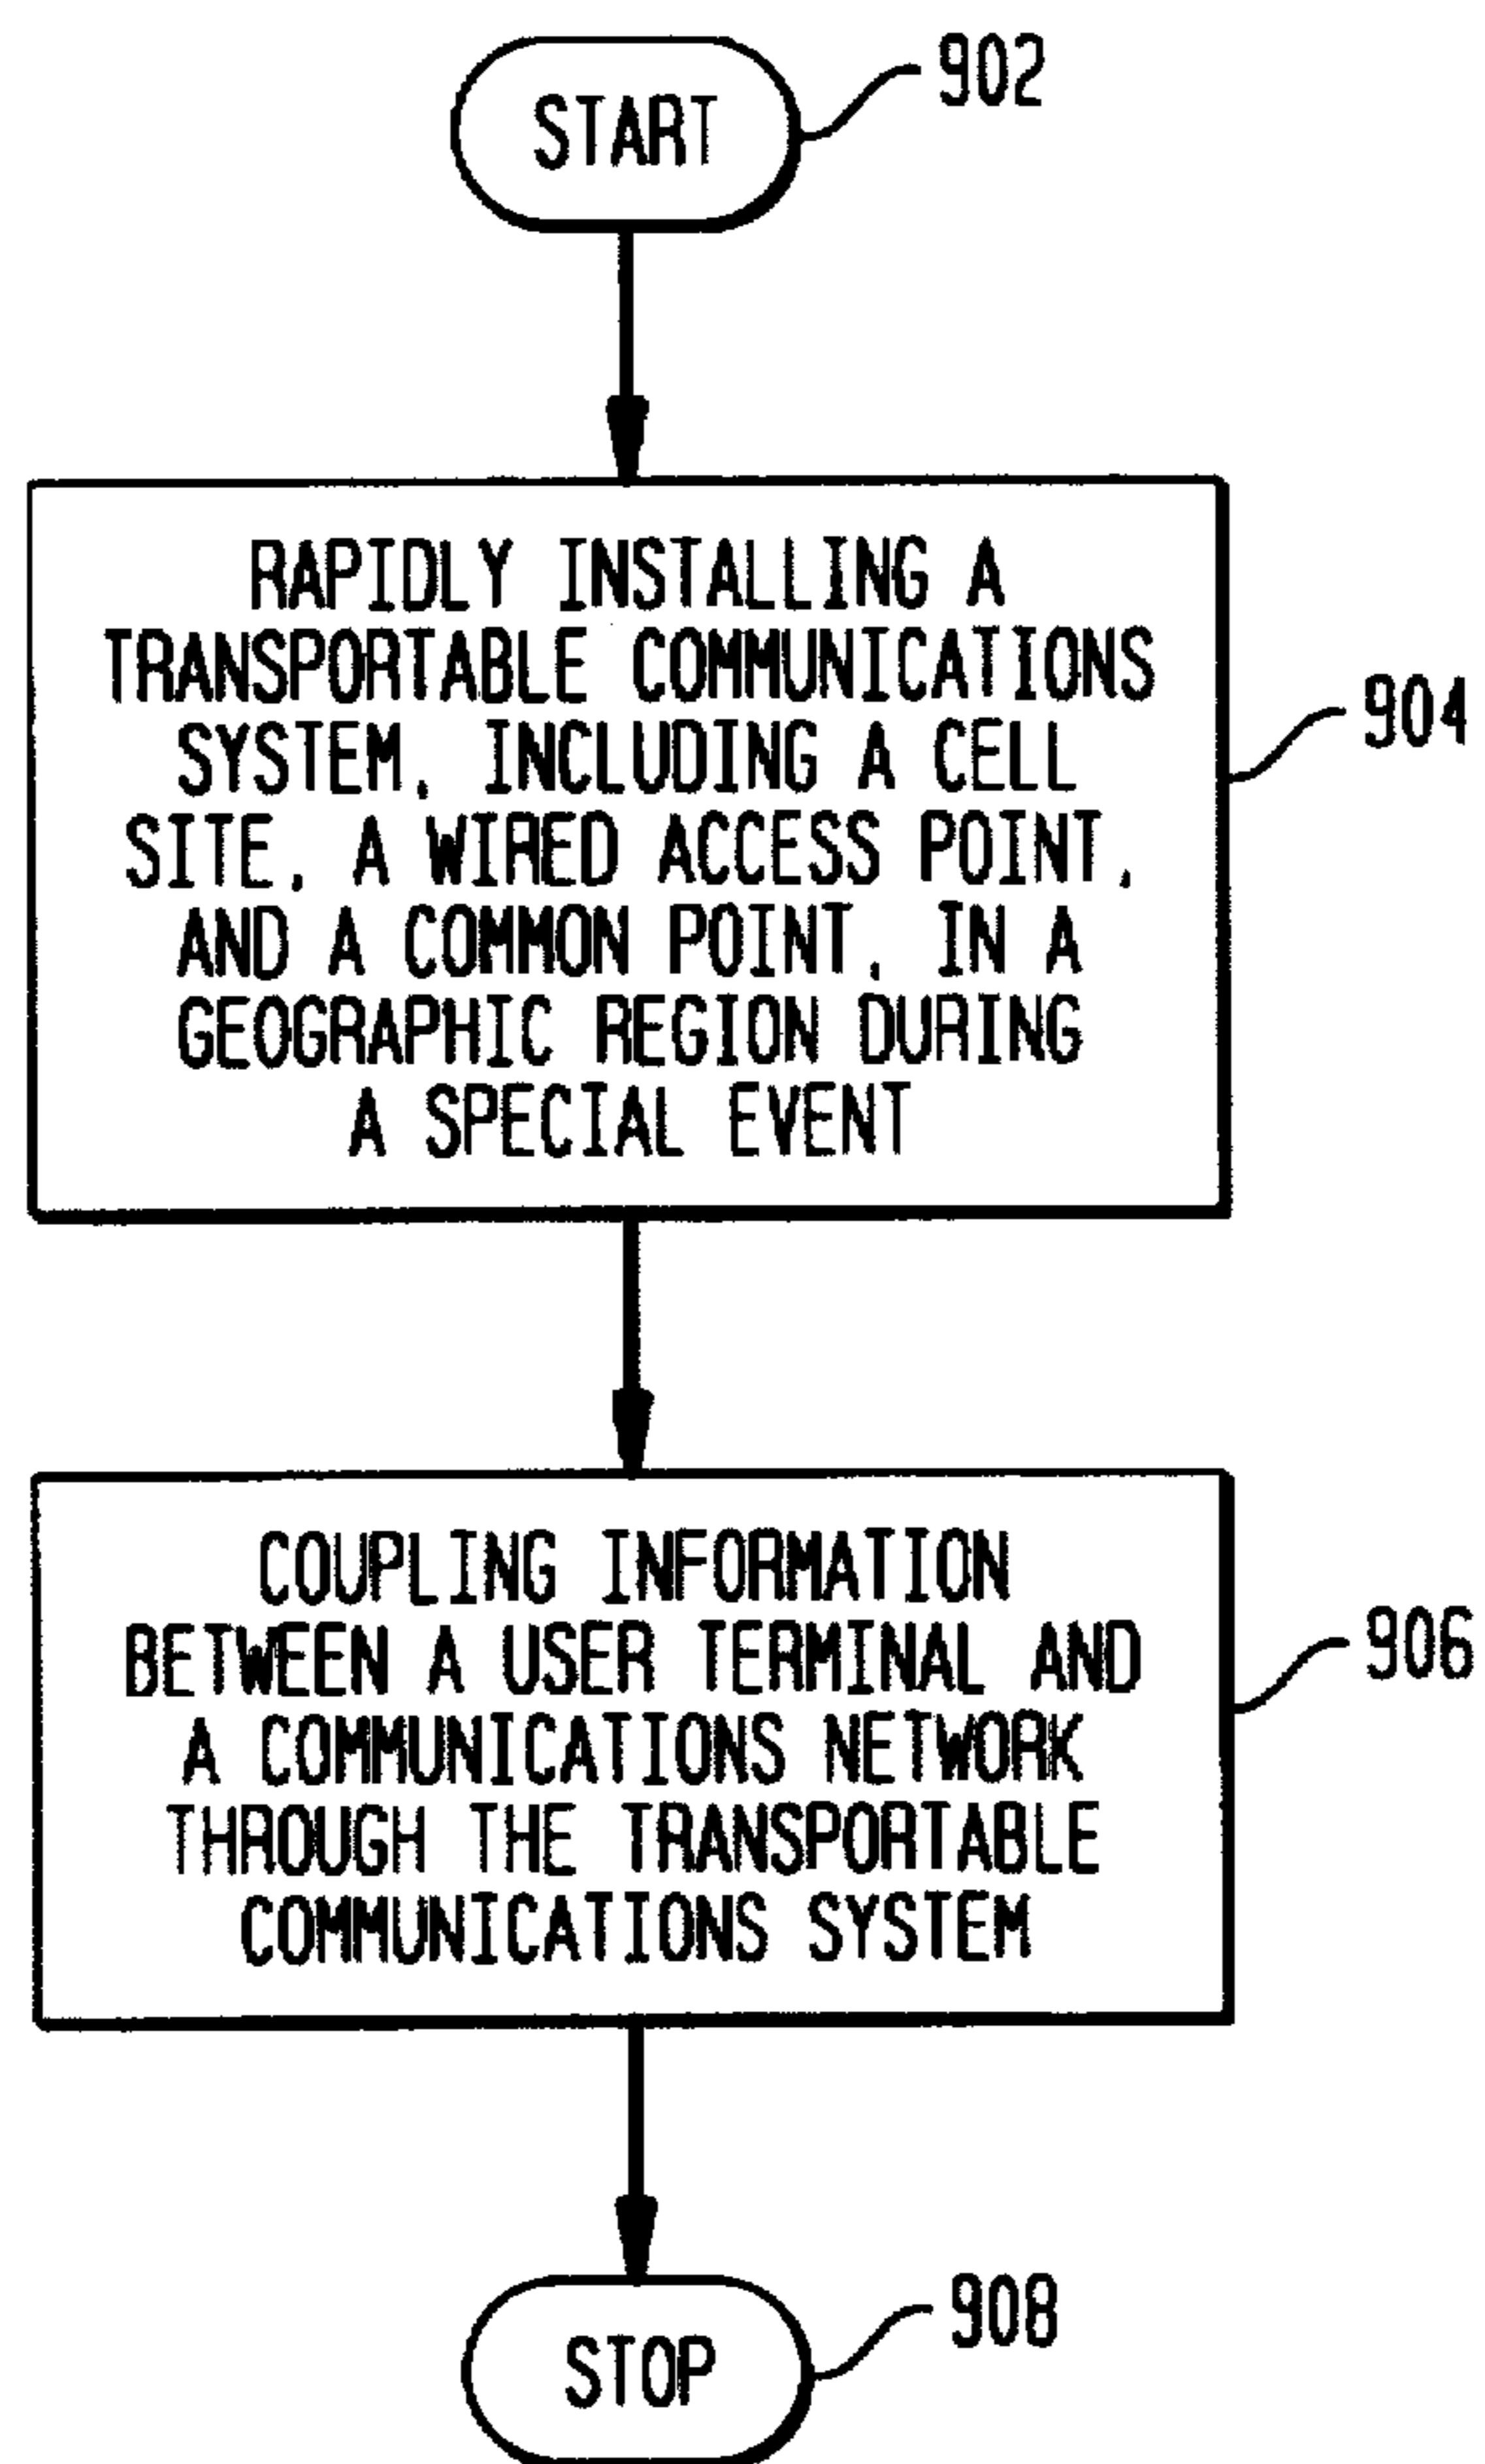 START
902
RAPIDLY INSTALLING A
TRANSPORTABLE COMMUNICATIONS
SYSTEM, INCLUDING A CELL
SITE, A WIRED ACCESS POINT,
AND A COMMON POINT, IN A
GEOGRAPHIC REGION DURING
A SPECIAL EVENT
904
COUPLING INFORMATION
BETWEEN A USER TERMINAL AND
A COMMUNICATIONS NETWORK
THROUGH THE TRANSPORTABLE
COMMUNICATIONS SYSTEM
906
STOP
908